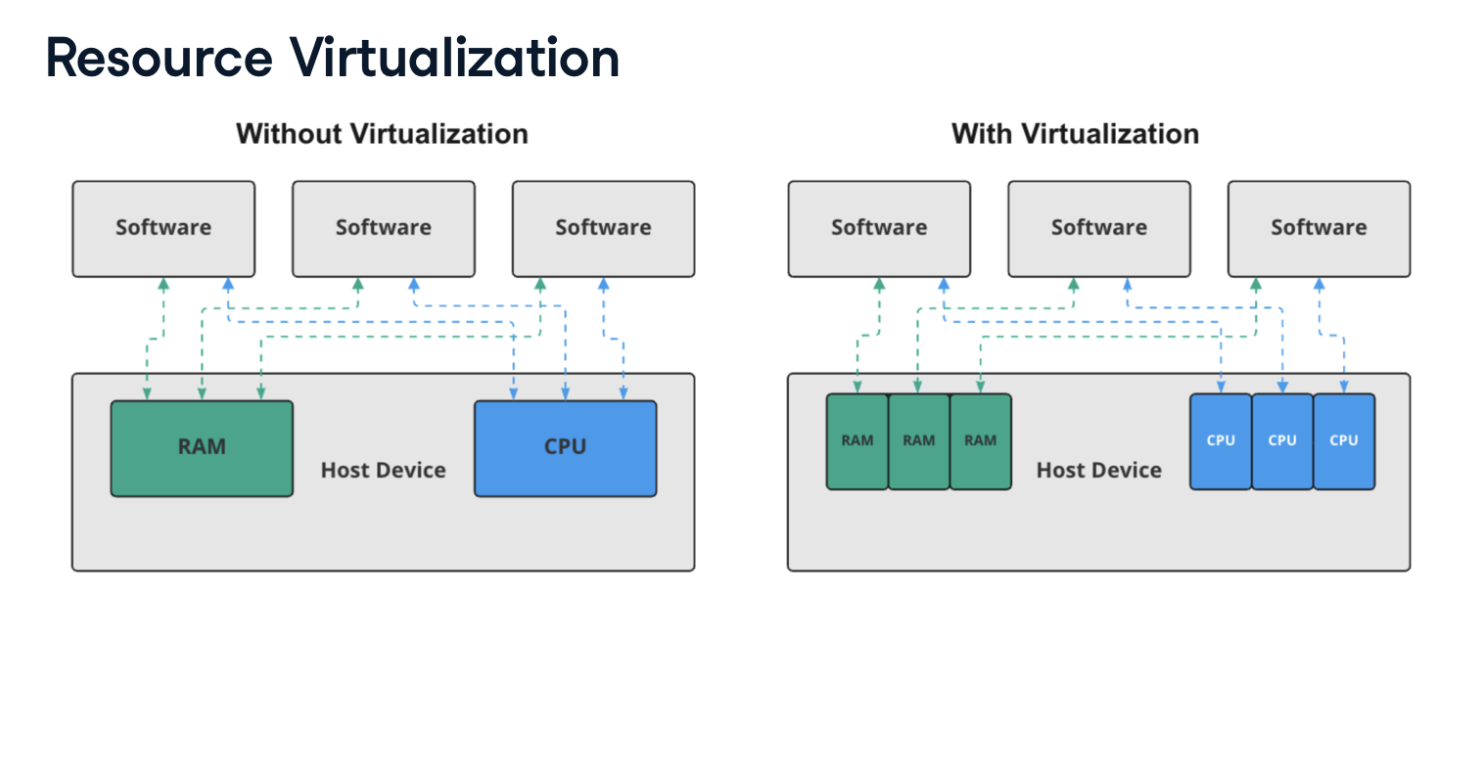 Resource Virtualization
Without Virtualization
Software Software Software
RAM
Host Device
CPU
With Virtualization
Software Software Software
RAM RAM RAM
Host Device
CPU CPU CPU